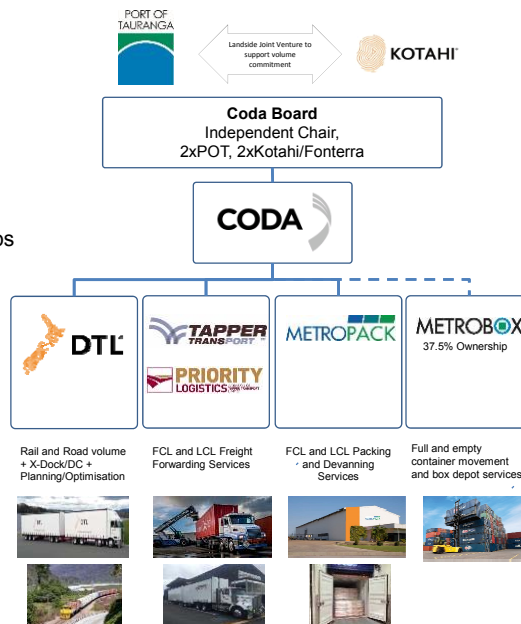 PORT OF
TAURANGA
Landside Joint Venture to
support volume
commitment
KOTAHI
Coda Board
Independent Chair,
2xPOT, 2xKotahi/Fonterra
CODA
DTL
TAPPER
TRANSPORT
PRIORITY
LOGISTICS
METROPACK
METROBOX
37.5% Ownership
Rail and Road volume
+ X-Dock/DC +
Planning/Optimisation
FCL and LCL Freight
Forwarding Services
FCL and LCL Packing
and Devanning
Services
Full and empty
container movement
and box depot services
DTL